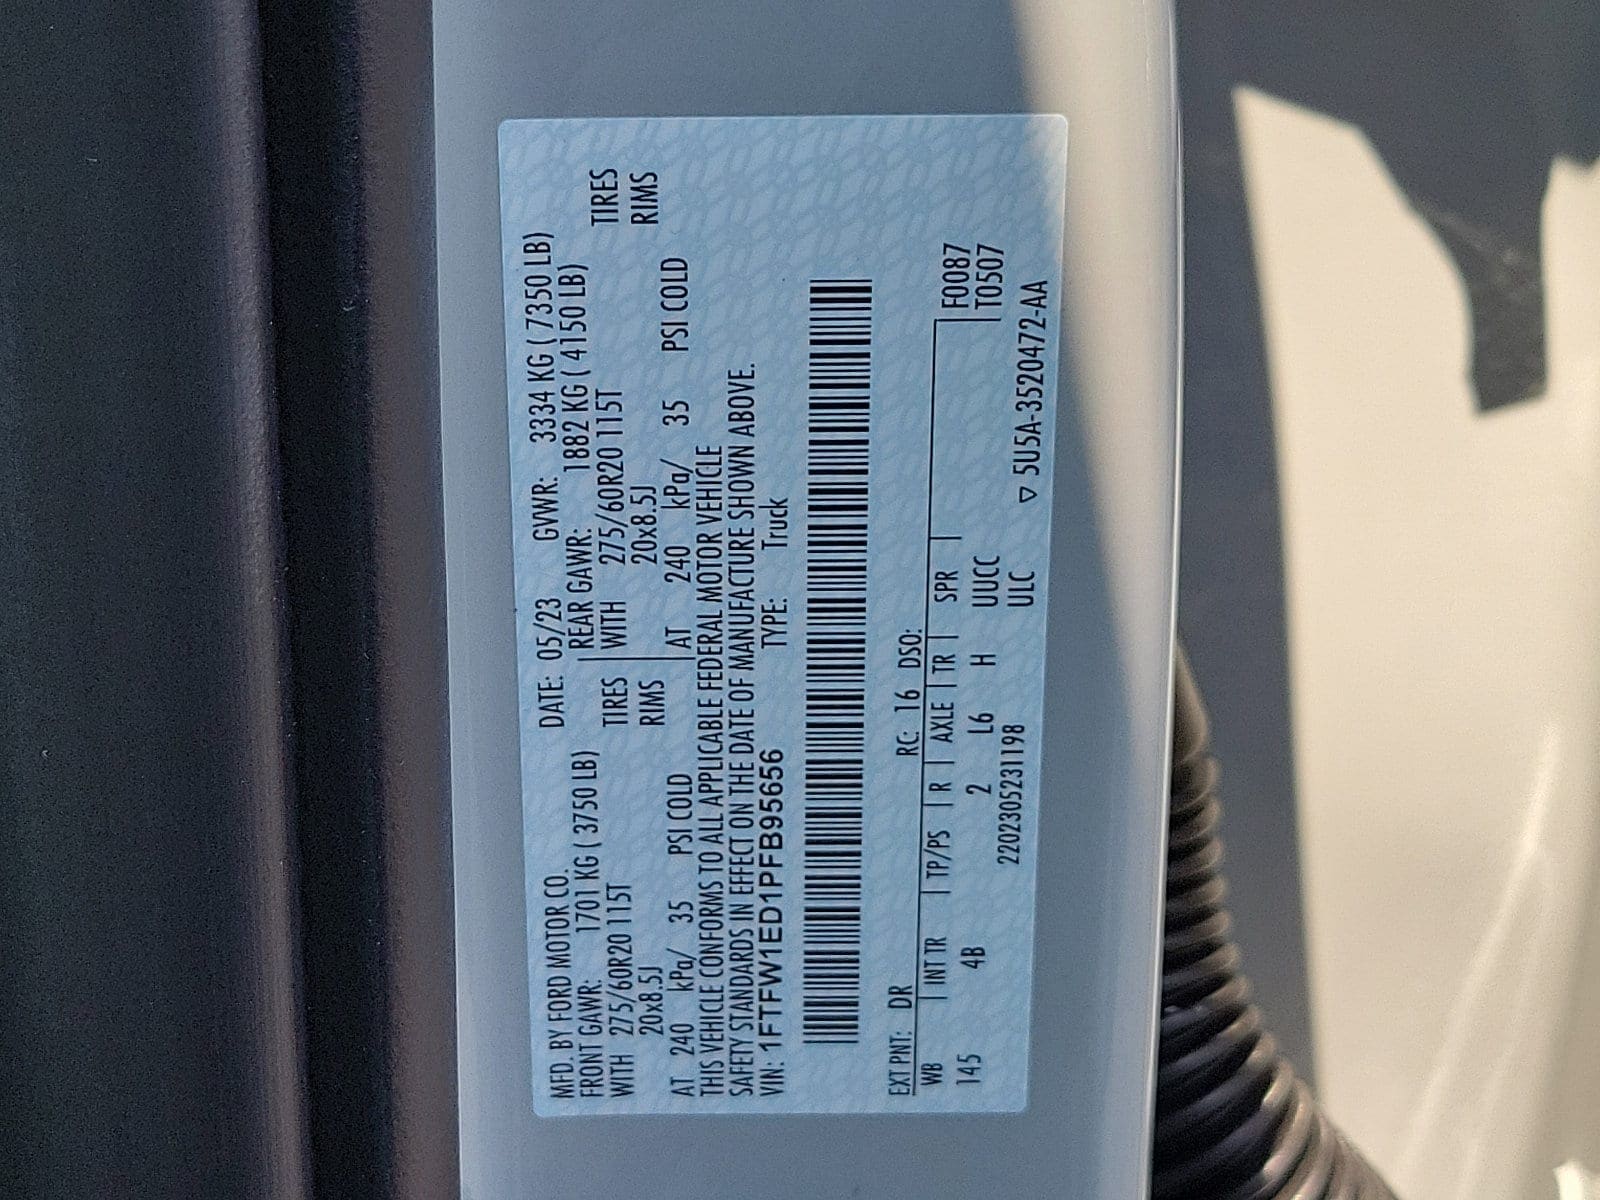 MFD. BY FORD MOTOR CO. DATE: 05/23 GVWR: 3334 KG ( 7350 LB)
FRONT GAWR: 1701 KG ( 3750 LB) REAR GAWR: 1882 KG ( 4150 LB)
WITH 275/60R20 115T TIRES WITH 275/60R20 115T TIRES
20x8.5J RIMS 20x8.5J RIMS
AT 240 kPa/ 35 PSI COLD AT 240 kPa/ 35 PSI COLD
THIS VEHICLE CONFORMS TO ALL APPLICABLE FEDERAL MOTOR VEHICLE
SAFETY STANDARDS IN EFFECT ON THE DATE OF MANUFACTURE SHOWN ABOVE.
VIN: 1FTFW1ED1PFB95656 TYPE: Truck
EXT PNT: DR RC: 16 DSO: F0087
WB INT TR TP/PS R AXLE TR SPR T0507
145 4B 2 L6 H UUCC
2202305231198 ULC ▽ 5U5A-3520472-AA